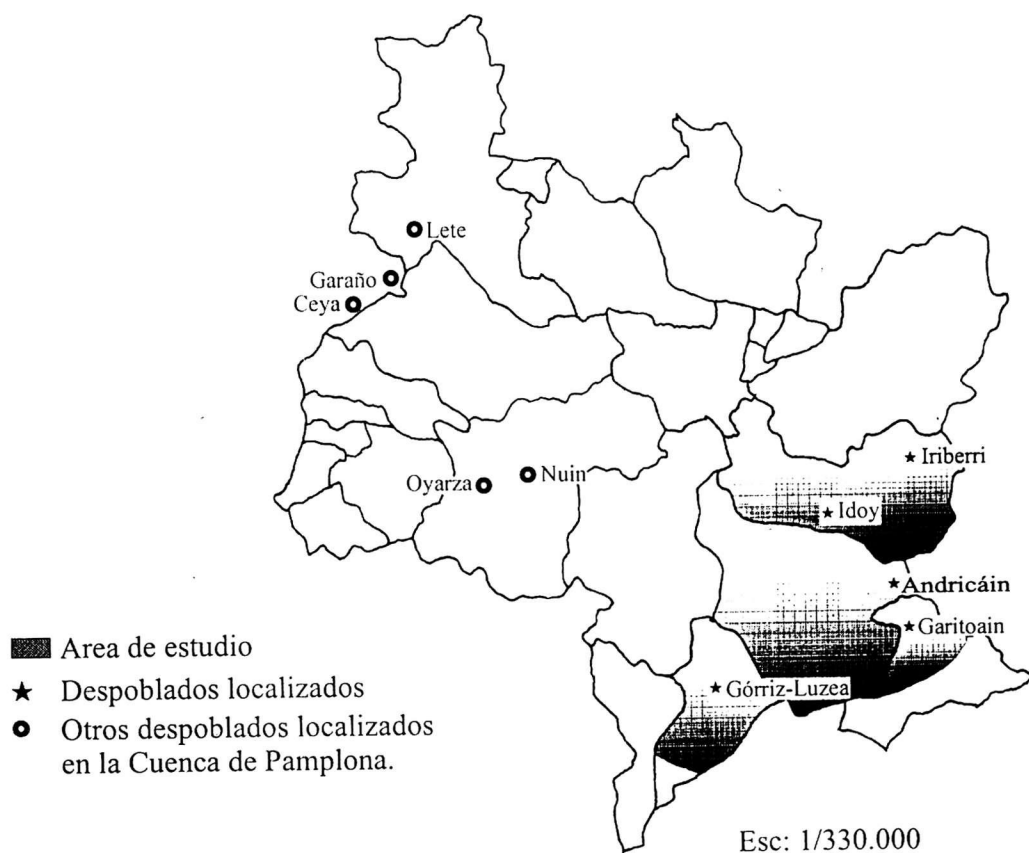 Lete
Garaño
Ceya
Iriberri
Oyarza
Nuin
Idoy
Andricáin
Garitoain
Area de estudio
Despoblados localizados
Górriz-Luzea
Otros despoblados localizados
en la Cuenca de Pamplona.
Esc: 1/330.000